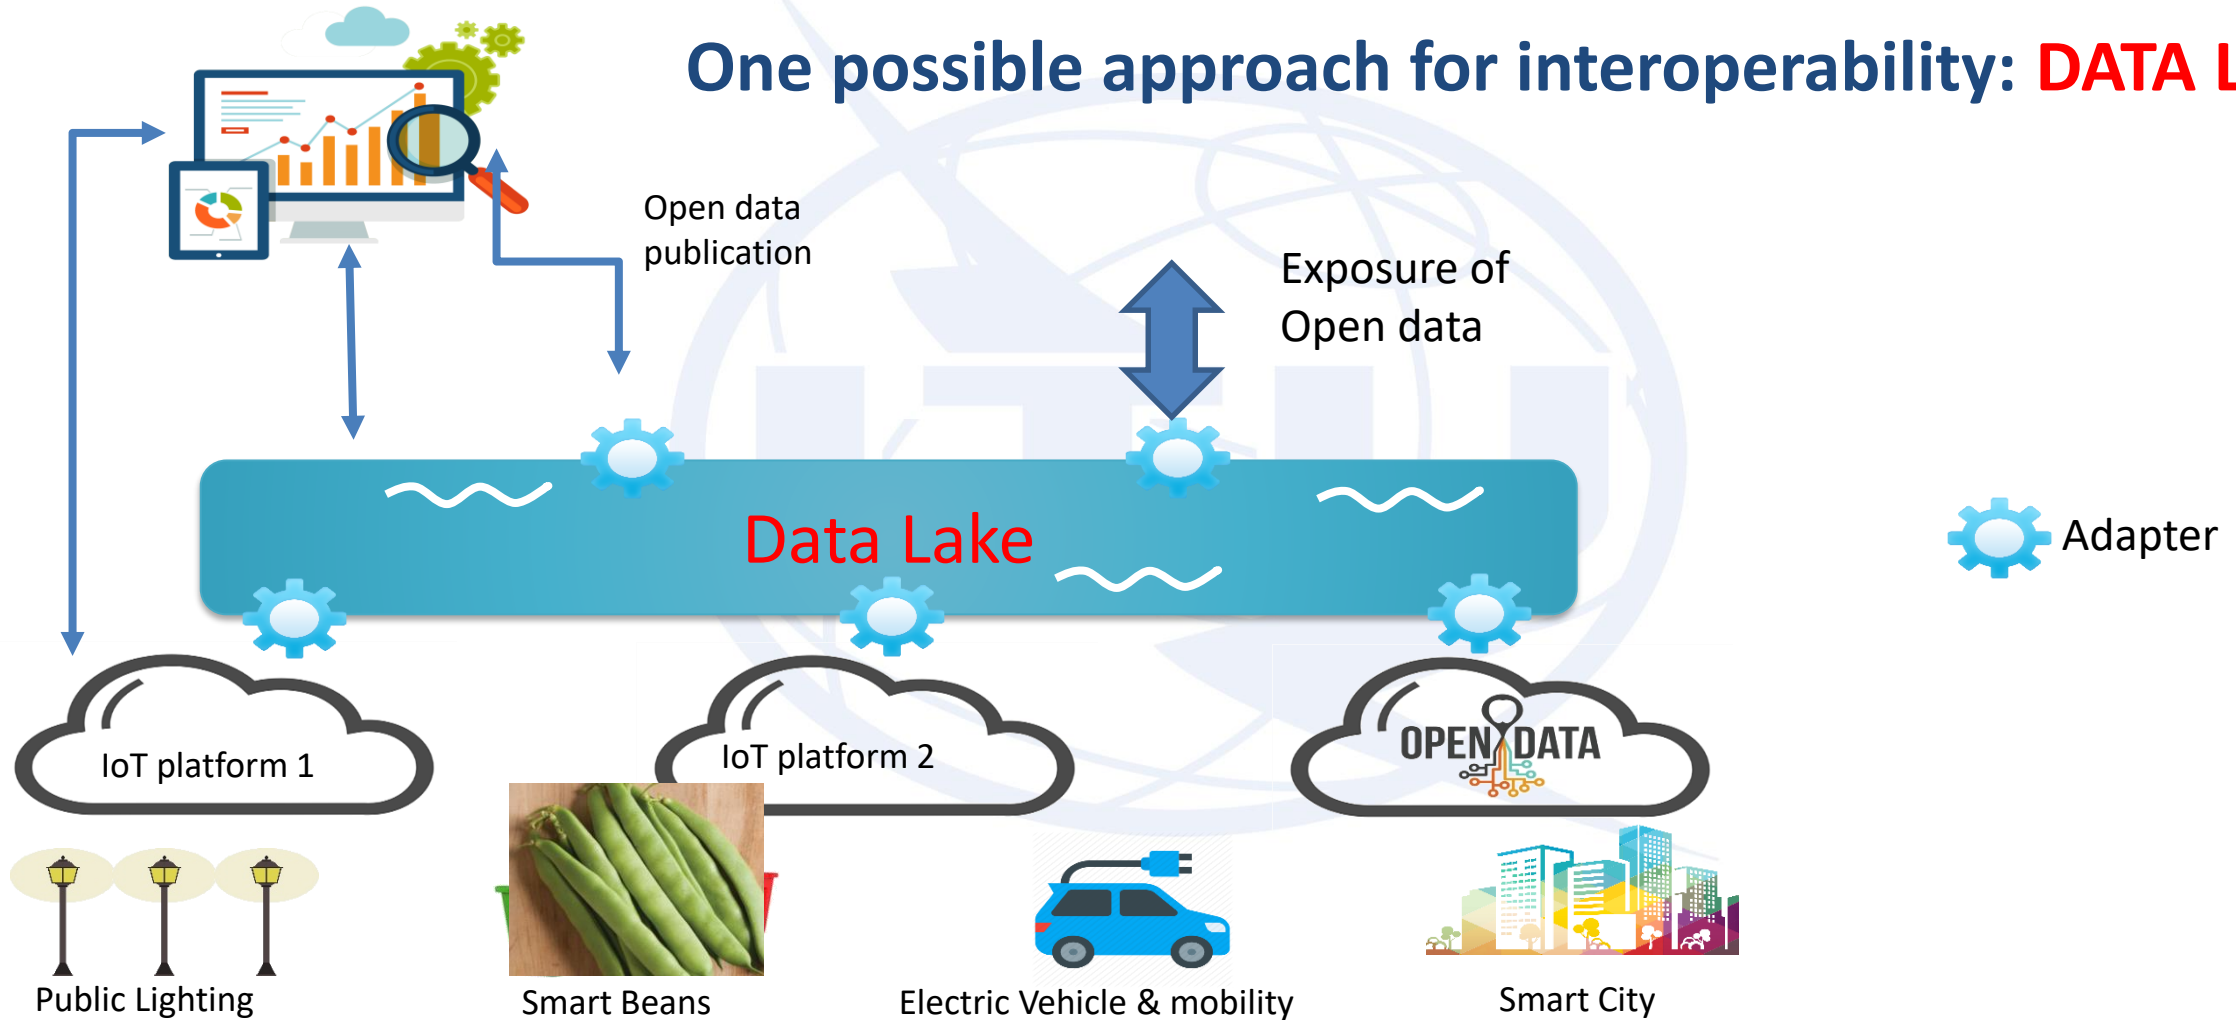 One possible approach for interoperability: DATA L
Open data
publication
Exposure of
Open data
Data Lake
Adapter
IoT platform 1
IoT platform 2
OPEN DATA
Public Lighting
Smart Beans
Electric Vehicle & mobility
Smart City
ITU